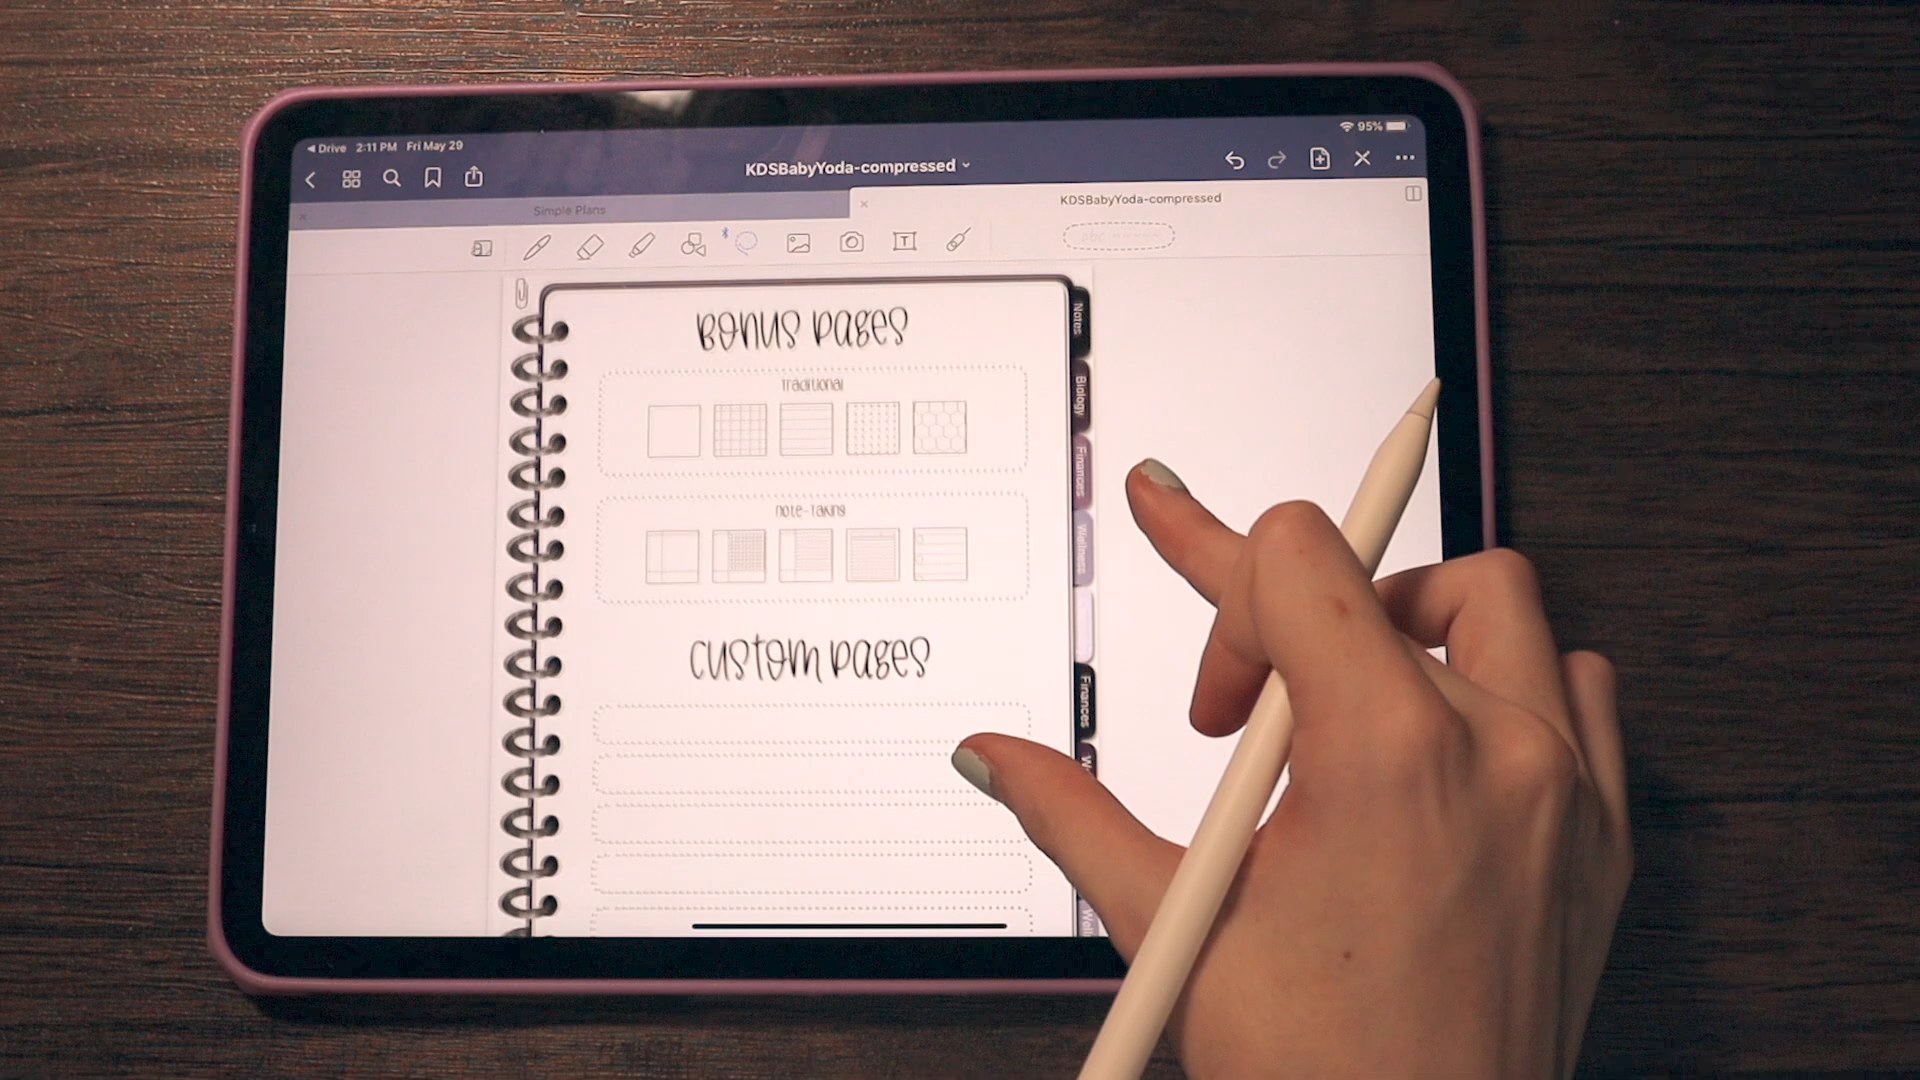 Drive 2:11 PM Fri May 29
95%
KDSBabyYoda-compressed
Simple Plans
KDSBabyYoda-compressed
T
BONUS PAGES
Traditional
Note-Taking
CUSTOM PAGES
Notes
Biology
Finances
Wellness
Finances
W
Well